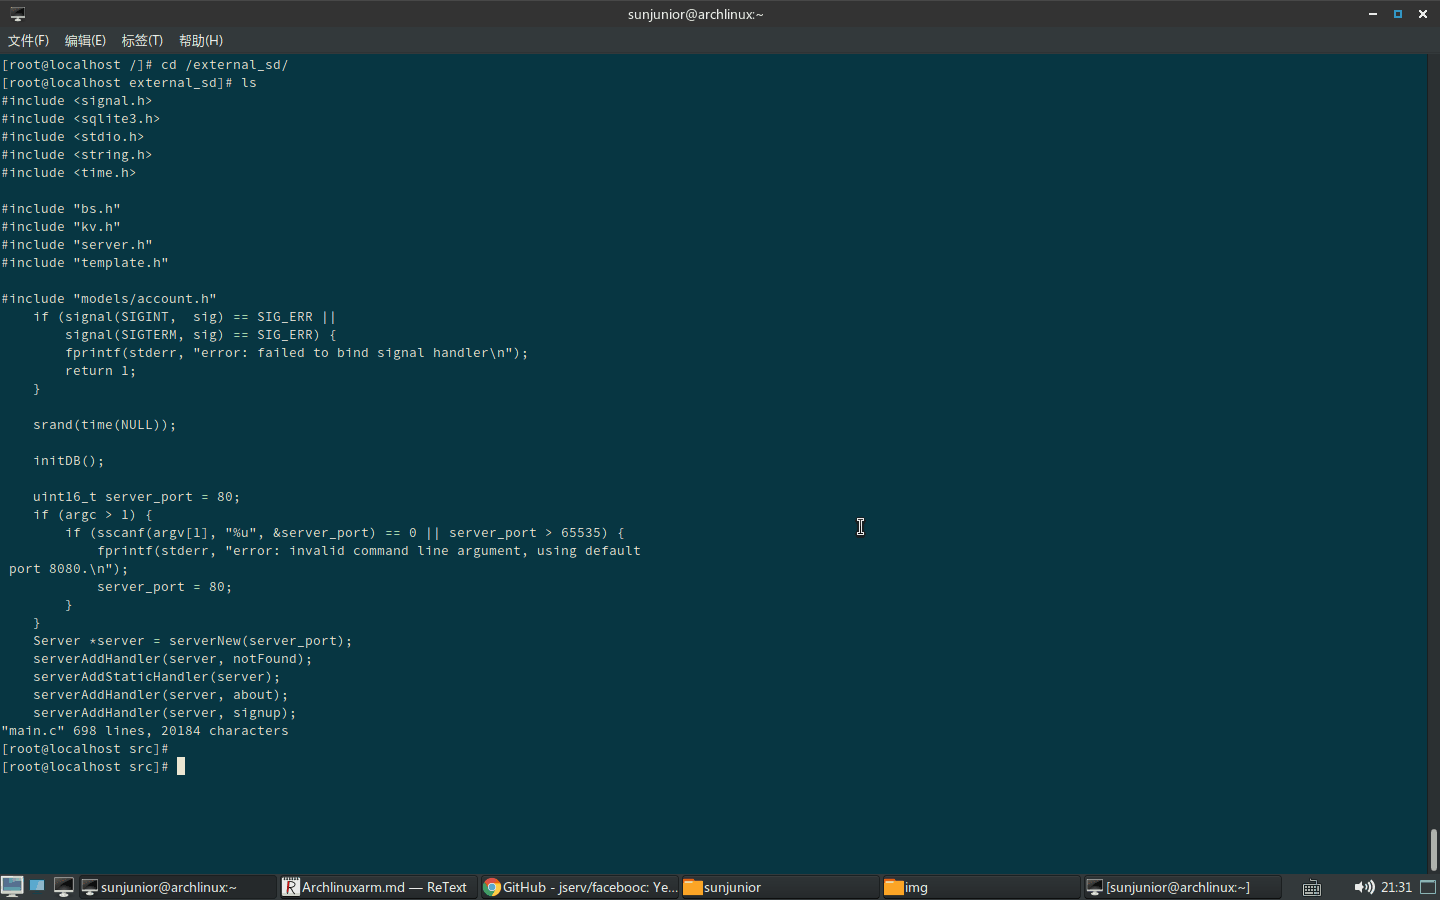 sunjunior@archlinux:~
文件(F) 编辑(E) 标签(T) 帮助(H)
[root@localhost /]# cd /external_sd/
[root@localhost external_sd]# ls
#include <signal.h>
#include <sqlite3.h>
#include <stdio.h>
#include <string.h>
#include <time.h>

#include "bs.h"
#include "kv.h"
#include "server.h"
#include "template.h"

#include "models/account.h"
    if (signal(SIGINT,  sig) == SIG_ERR ||
        signal(SIGTERM, sig) == SIG_ERR) {
        fprintf(stderr, "error: failed to bind signal handler\n");
        return 1;
    }

    srand(time(NULL));

    initDB();

    uint16_t server_port = 80;
    if (argc > 1) {
        if (sscanf(argv[1], "%u", &server_port) == 0 || server_port > 65535) {
            fprintf(stderr, "error: invalid command line argument, using default
 port 8080.\n");
            server_port = 80;
        }
    }
    Server *server = serverNew(server_port);
    serverAddHandler(server, notFound);
    serverAddStaticHandler(server);
    serverAddHandler(server, about);
    serverAddHandler(server, signup);
"main.c" 698 lines, 20184 characters
[root@localhost src]#
[root@localhost src]#
sunjunior@archlinux:~ Archlinuxarm.md — ReText GitHub - jserv/facebooc: Ye... sunjunior img [sunjunior@archlinux:~] 21:31